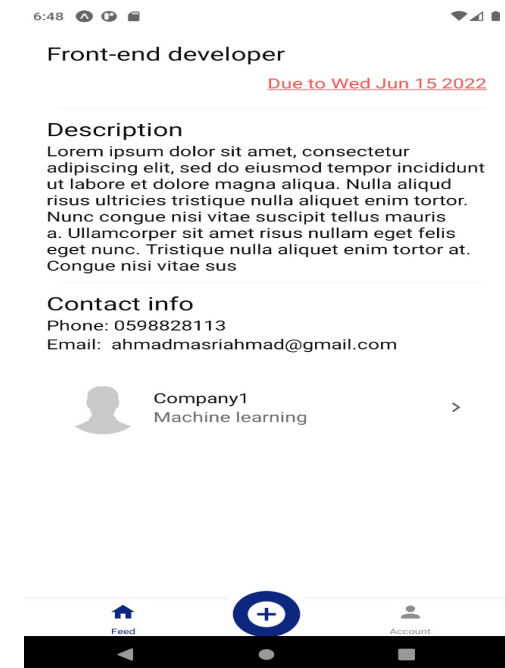 6:48
Front-end developer
Due to Wed Jun 15 2022
Description
Lorem ipsum dolor sit amet, consectetur
adipiscing elit, sed do eiusmod tempor incididunt
ut labore et dolore magna aliqua. Nulla aliqud
risus ultricies tristique nulla aliquet enim tortor.
Nunc congue nisi vitae suscipit tellus mauris
a. Ullamcorper sit amet risus nullam eget felis
eget nunc. Tristique nulla aliquet enim tortor at.
Congue nisi vitae sus
Contact info
Phone: 0598828113
Email: ahmadmasriahmad@gmail.com
Company1
Machine learning
Feed
Account